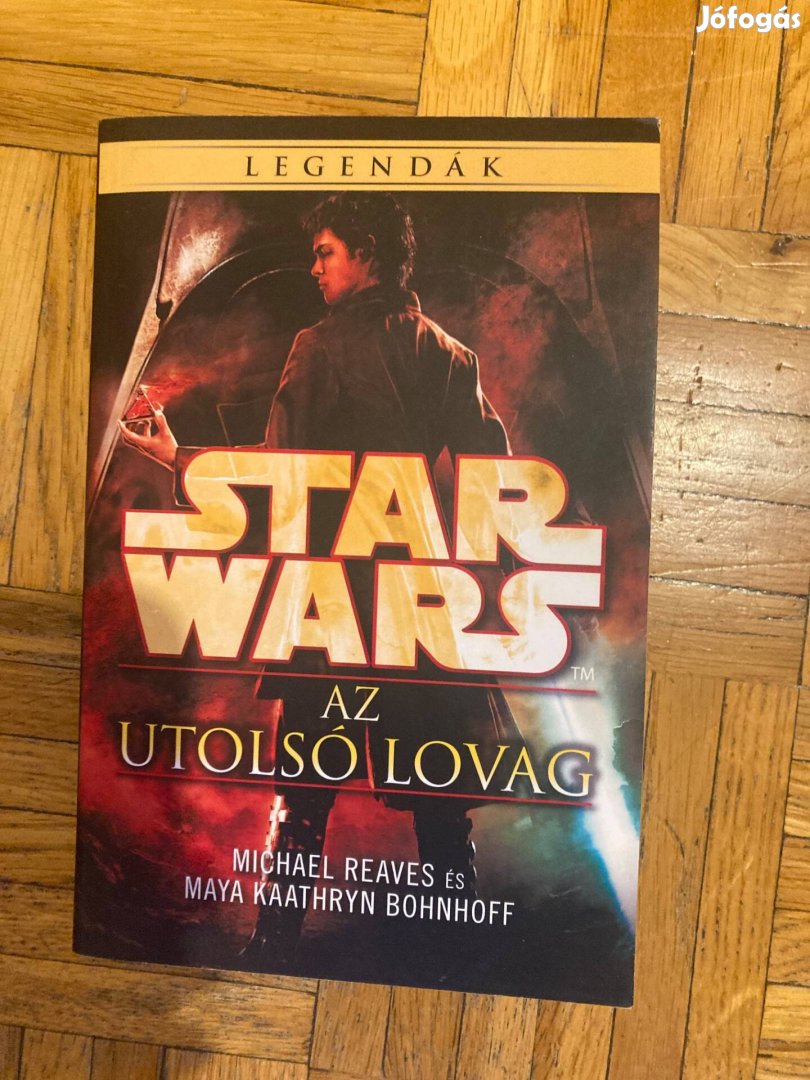 Jófogás
LEGENDÁK
STAR
WARS
TM
AZ
UTOLSÓ LOVAG
MICHAEL REAVES ÉS
MAYA KAATHRYN BOHNHOFF